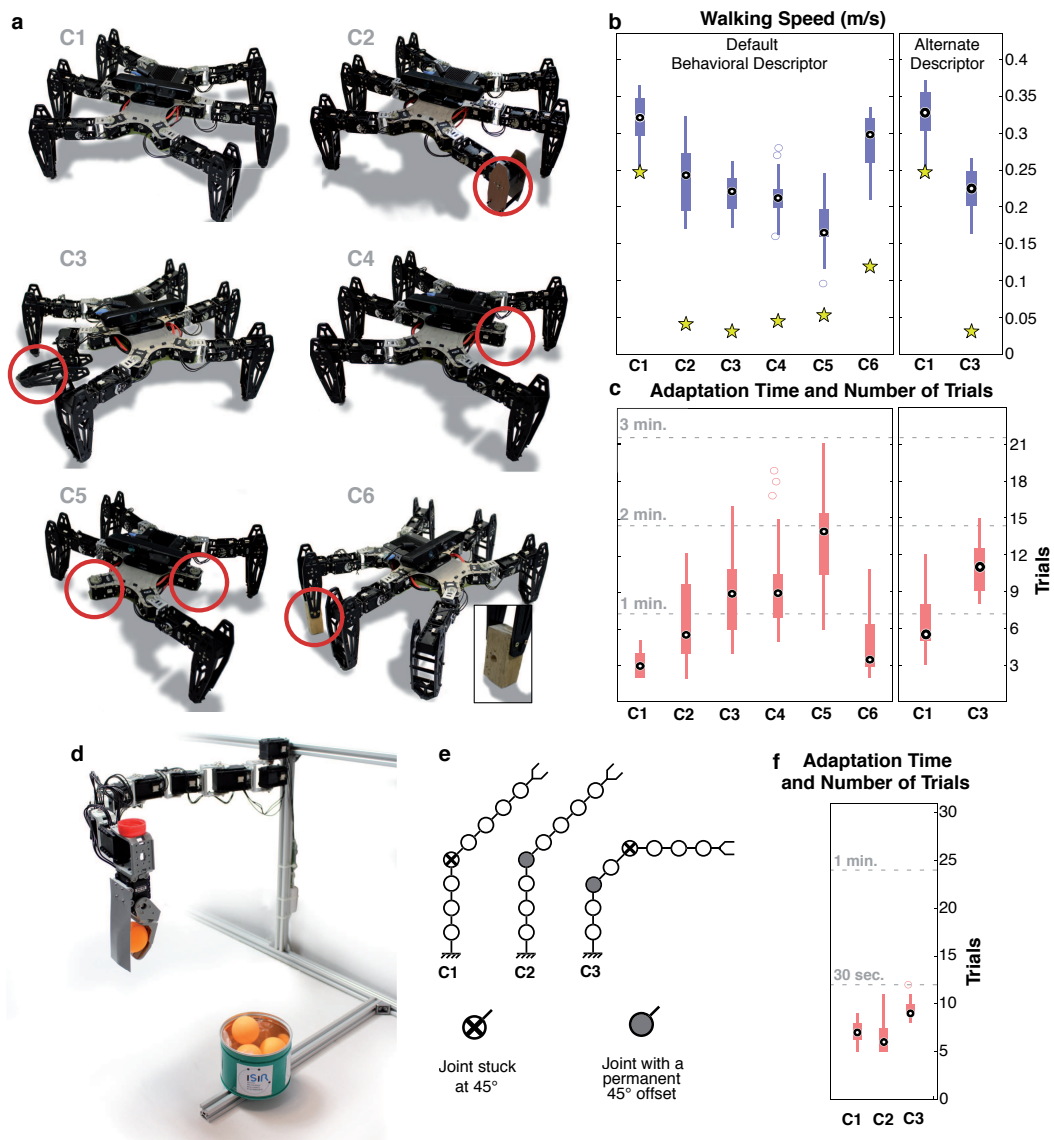 a
C1
C2
C3
C4
C5
C6
b
Walking Speed (m/s)
Default
Behavioral Descriptor
Alternate
Descriptor
0.4
0.35
0.3
0.25
0.2
0.15
0.1
0.05
0
C1 C2 C3 C4 C5 C6 C1 C3
c
Adaptation Time and Number of Trials
3 min.
2 min.
1 min.
21
18
15
12
9
6
3
Trials
C1 C2 C3 C4 C5 C6 C1 C3
d
ISIR
e
C1 C2 C3
Joint stuck
at 45°
Joint with a
permanent
45° offset
f
Adaptation Time
and Number of Trials
1 min.
30 sec.
30
25
20
15
10
5
0
Trials
C1 C2 C3